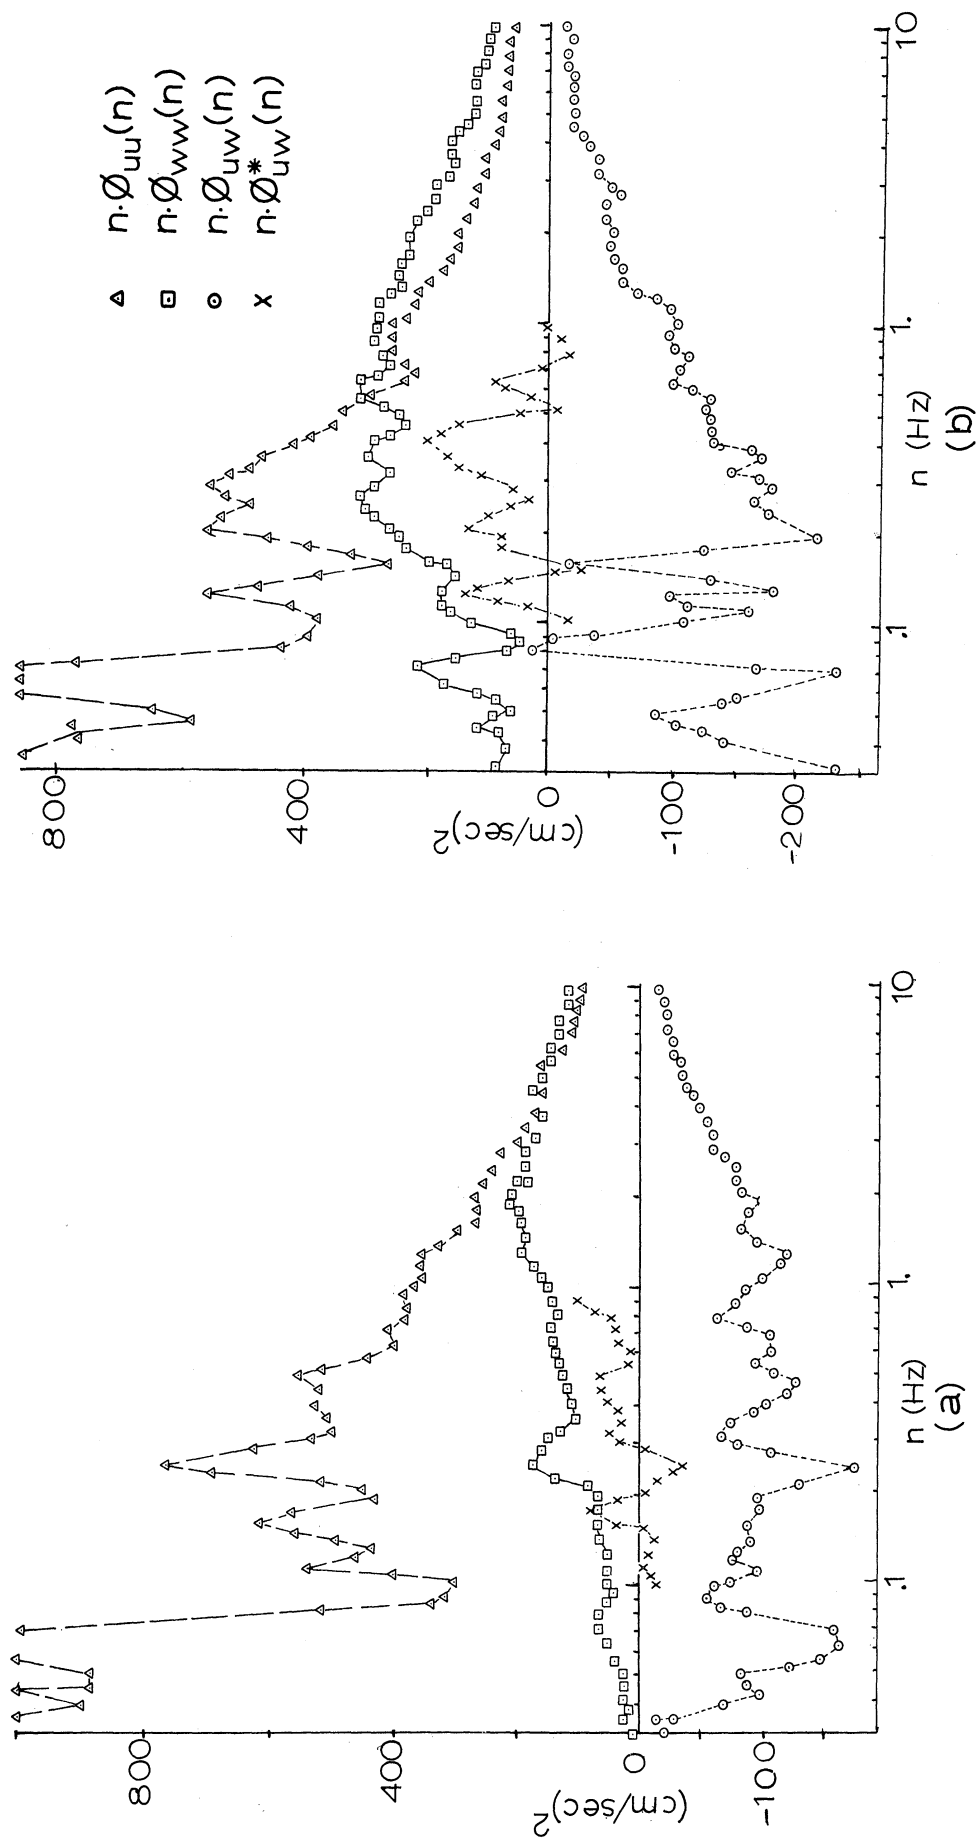 800
400
0
-100
(cm/sec)²
.1
1.
10
n (Hz)
(a)
△ n·Øuu(n)
⊡ n·Øww(n)
⊙ n·Øuw(n)
x n·Ø*uw(n)
800
400
0
-100
-200
(cm/sec)²
.1
1.
10
n (Hz)
(b)